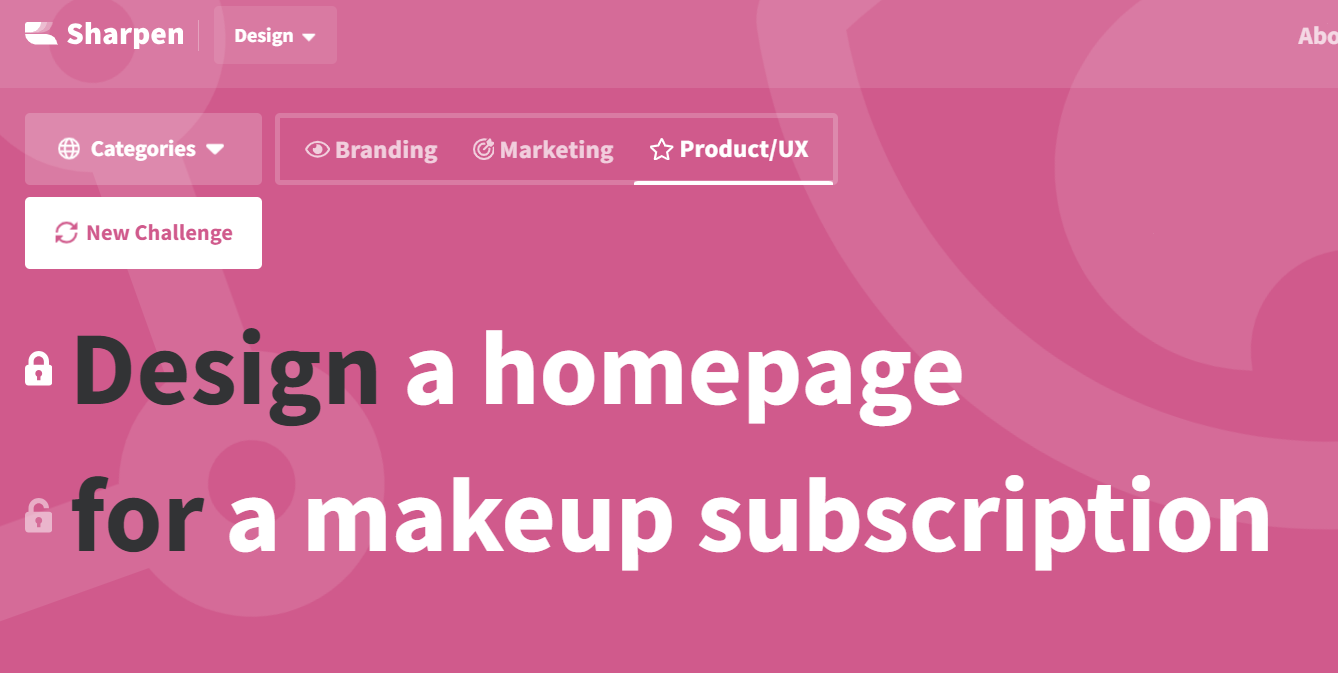 Sharpen Design
Abo
Categories Branding Marketing Product/UX
New Challenge
Design a homepage
for a makeup subscription